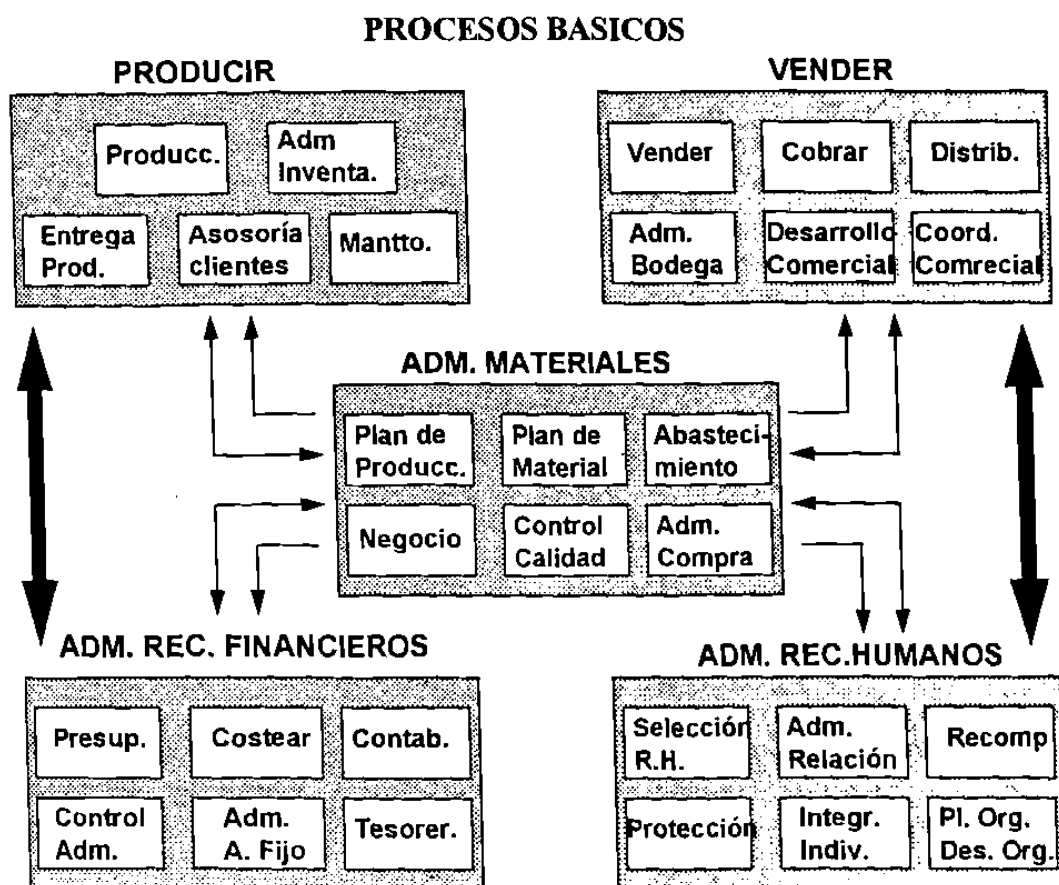 PROCESOS BASICOS
PRODUCIR
Producc.
Adm
Inventa.
Entrega
Prod.
Asosoría
clientes
Mantto.
VENDER
Vender
Cobrar
Distrib.
Adm.
Bodega
Desarrollo
Comercial
Coord.
Comrecial
ADM. MATERIALES
Plan de
Producc.
Plan de
Material
Abasteci-
miento
Negocio
Control
Calidad
Adm.
Compra
ADM. REC. FINANCIEROS
Presup.
Costear
Contab.
Control
Adm.
Adm.
A. Fijo
Tesorer.
ADM. REC.HUMANOS
Selección
R.H.
Adm.
Relación
Recomp
Protección
Integr.
Indiv.
Pl. Org.
Des. Org.